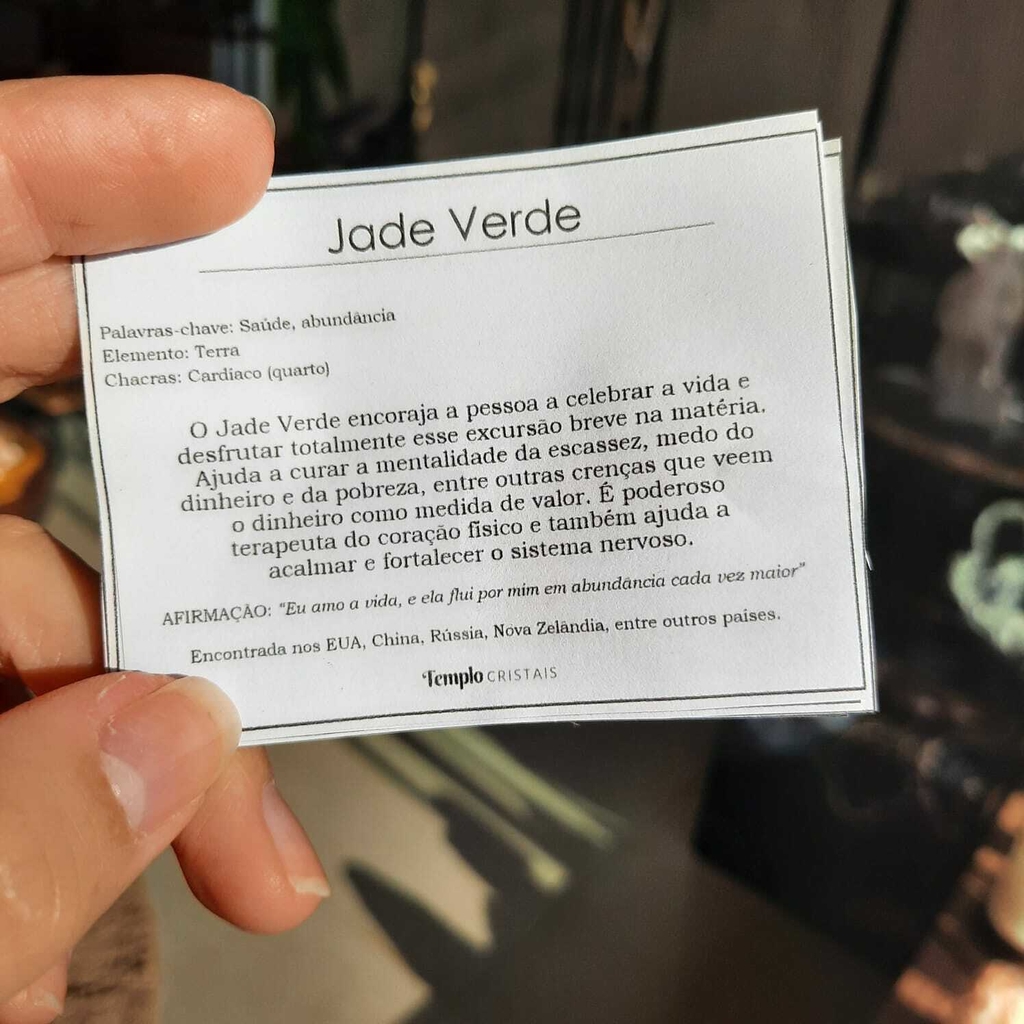 Jade Verde
Palavras-chave: Saúde, abundância
Elemento: Terra
Chacras: Cardíaco (quarto)
O Jade Verde encoraja a pessoa a celebrar a vida e
desfrutar totalmente esse excursão breve na matéria.
Ajuda a curar a mentalidade da escassez, medo do
dinheiro e da pobreza, entre outras crenças que veem
o dinheiro como medida de valor. É poderoso
terapeuta do coração físico e também ajuda a
acalmar e fortalecer o sistema nervoso.
AFIRMAÇÃO: "Eu amo a vida, e ela flui por mim em abundância cada vez maior"
Encontrada nos EUA, China, Rússia, Nova Zelândia, entre outros países.
Templo CRISTAIS